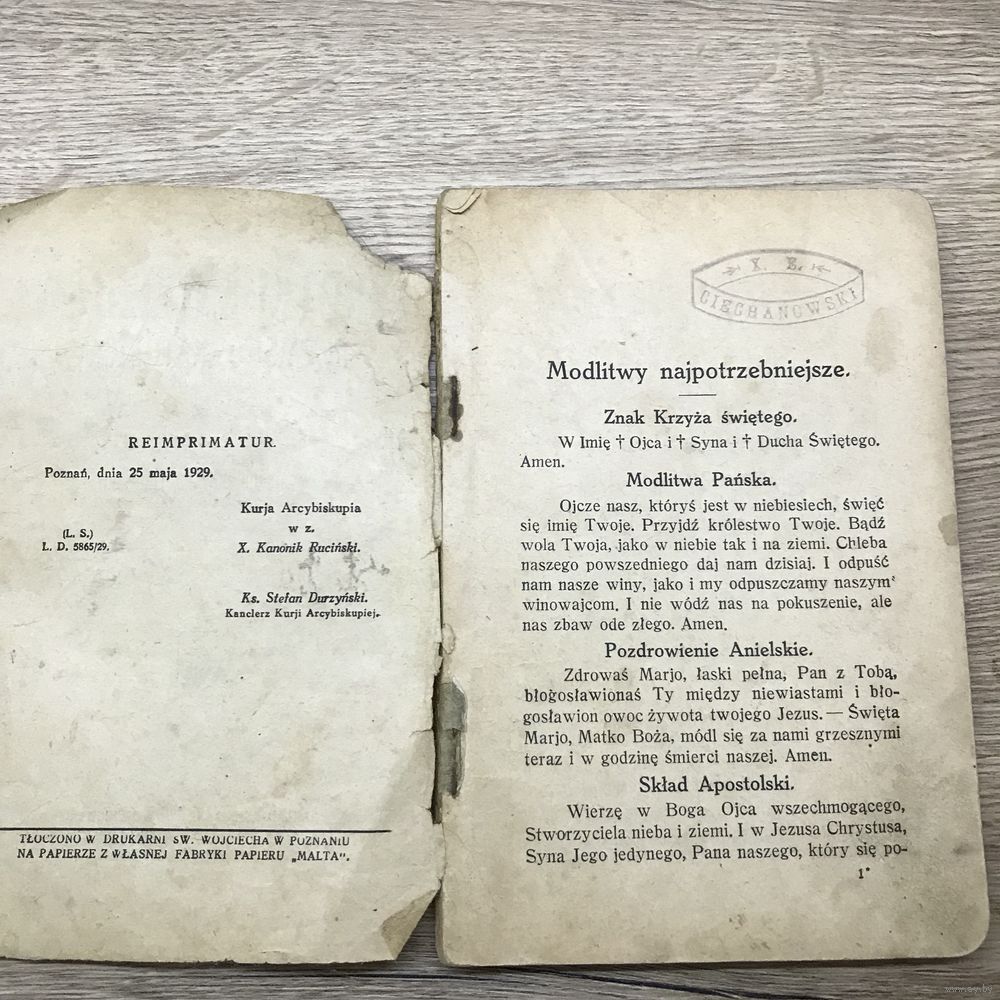 REIMPRIMATUR.
Poznań, dnia 25 maja 1929.
Kurja Arcybiskupia
w z.
(L. S.)
L. D. 5865/29.
X. Kanonik Ruciński.
Ks. Stefan Durzyński.
Kanclerz Kurji Arcybiskupiej.
TŁOCZONO W DRUKARNI ŚW. WOJCIECHA W POZNANIU
NA PAPIERZE Z WŁASNEJ FABRYKI PAPIERU „MALTA".
X. E.
CIECHANOWSKI
Modlitwy najpotrzebniejsze.
Znak Krzyża świętego.
W Imię † Ojca i † Syna i † Ducha Świętego.
Amen.
Modlitwa Pańska.
Ojcze nasz, któryś jest w niebiesiech, święć
się imię Twoje. Przyjdź królestwo Twoje. Bądź
wola Twoja, jako w niebie tak i na ziemi. Chleba
naszego powszedniego daj nam dzisiaj. I odpuść
nam nasze winy, jako i my odpuszczamy naszym
winowajcom. I nie wódź nas na pokuszenie, ale
nas zbaw ode złego. Amen.
Pozdrowienie Anielskie.
Zdrowaś Marjo, łaski pełna, Pan z Tobą,
błogosławionaś Ty między niewiastami i bło-
gosławion owoc żywota twojego Jezus. — Święta
Marjo, Matko Boża, módl się za nami grzesznymi
teraz i w godzinę śmierci naszej. Amen.
Skład Apostolski.
Wierzę w Boga Ojca wszechmogącego,
Stworzyciela nieba i ziemi. I w Jezusa Chrystusa,
Syna Jego jedynego, Pana naszego, który się po-
1*
www.ay.by